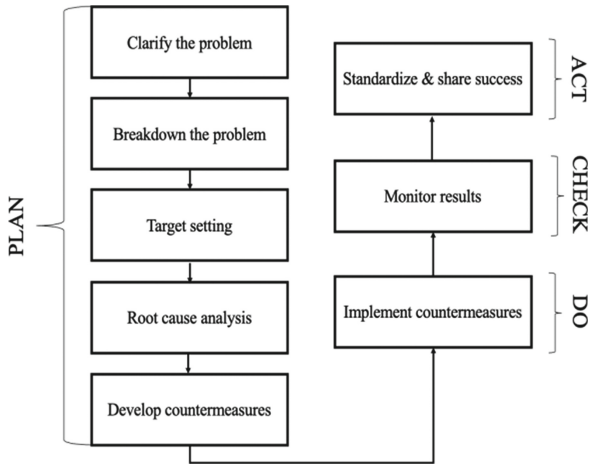 PLAN
Clarify the problem
Breakdown the problem
Target setting
Root cause analysis
Develop countermeasures
Implement countermeasures
DO
Monitor results
CHECK
Standardize & share success
ACT